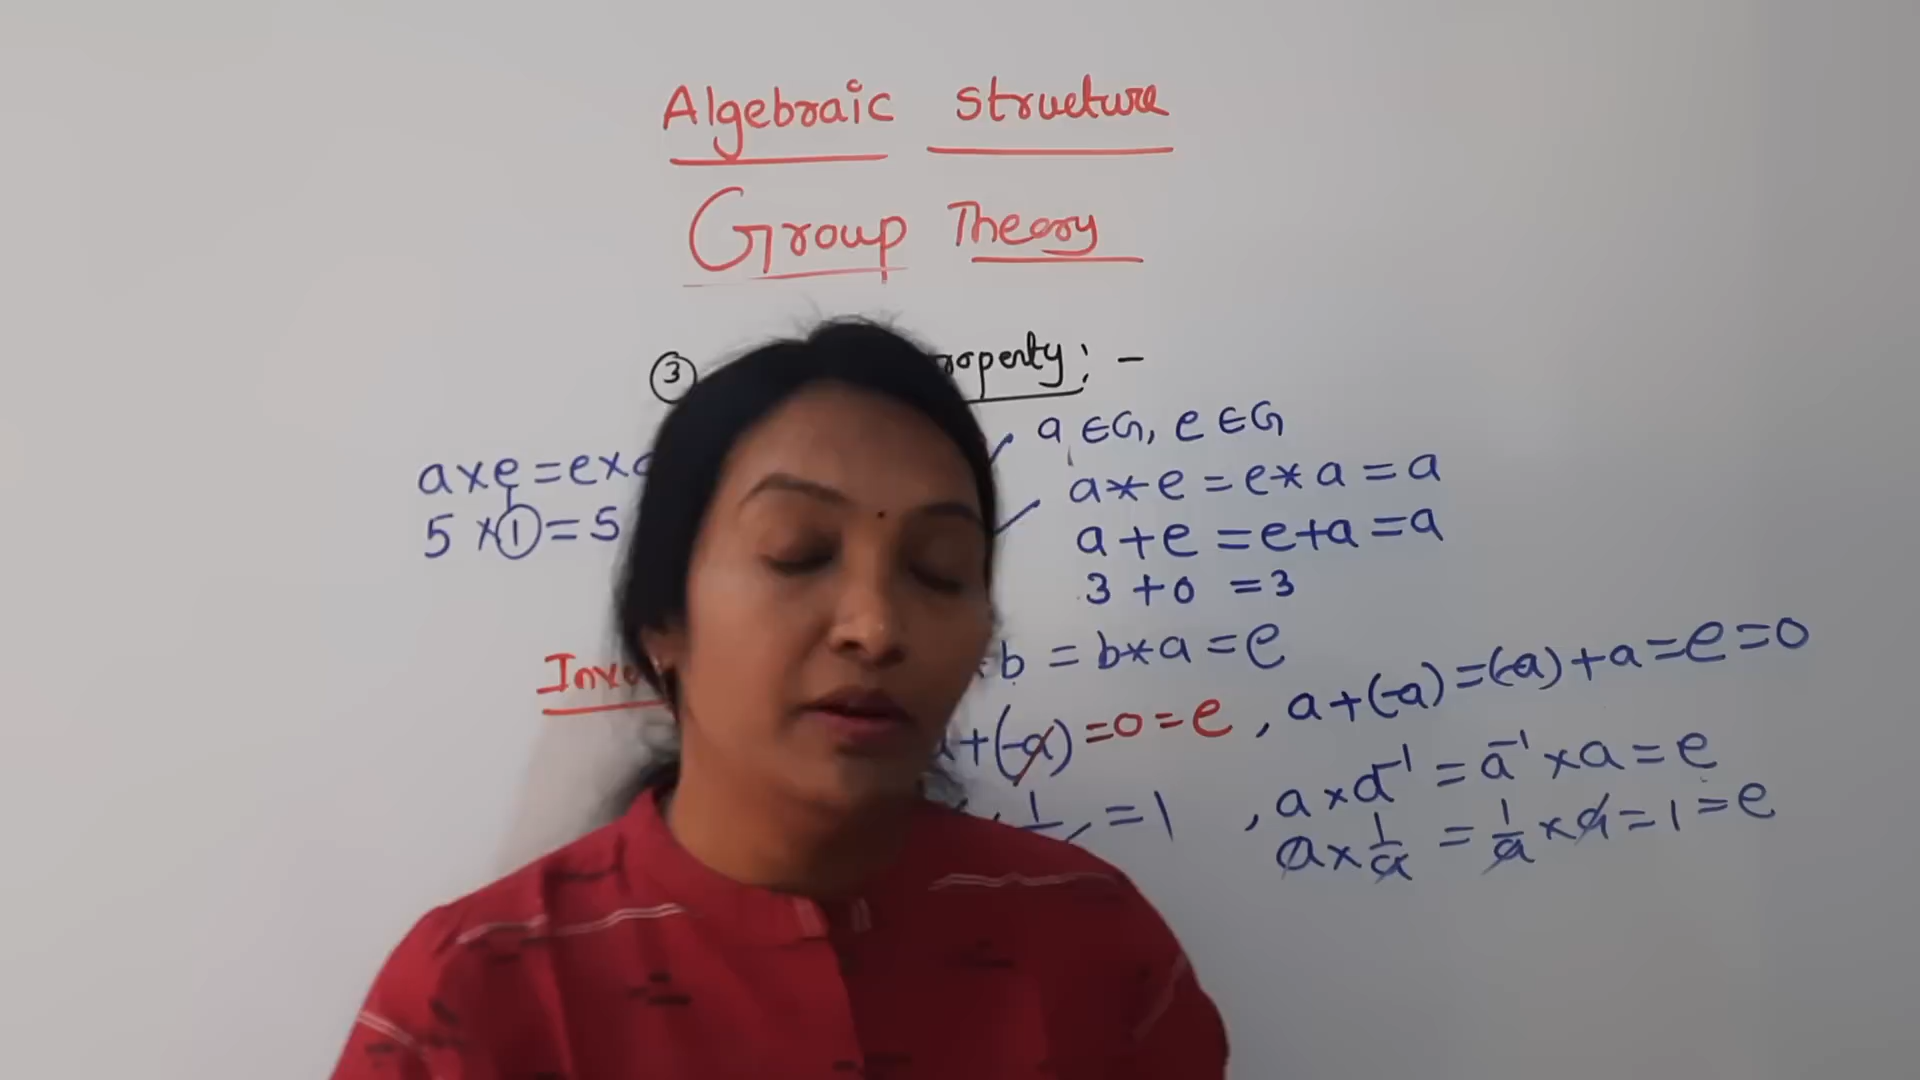 Algebraic structure
Group Theory
③ property: -
a ∈ G, e ∈ G
a × e = e ×
a * e = e * a = a
5 × 1 = 5
a + e = e + a = a
3 + 0 = 3
b = b * a = e
+ (-a) = 0 = e , a + (-a) = (-a) + a = e = 0
1 = 1 , a × a⁻¹ = a⁻¹ × a = e
a × 1/a = 1/a × a = 1 = e